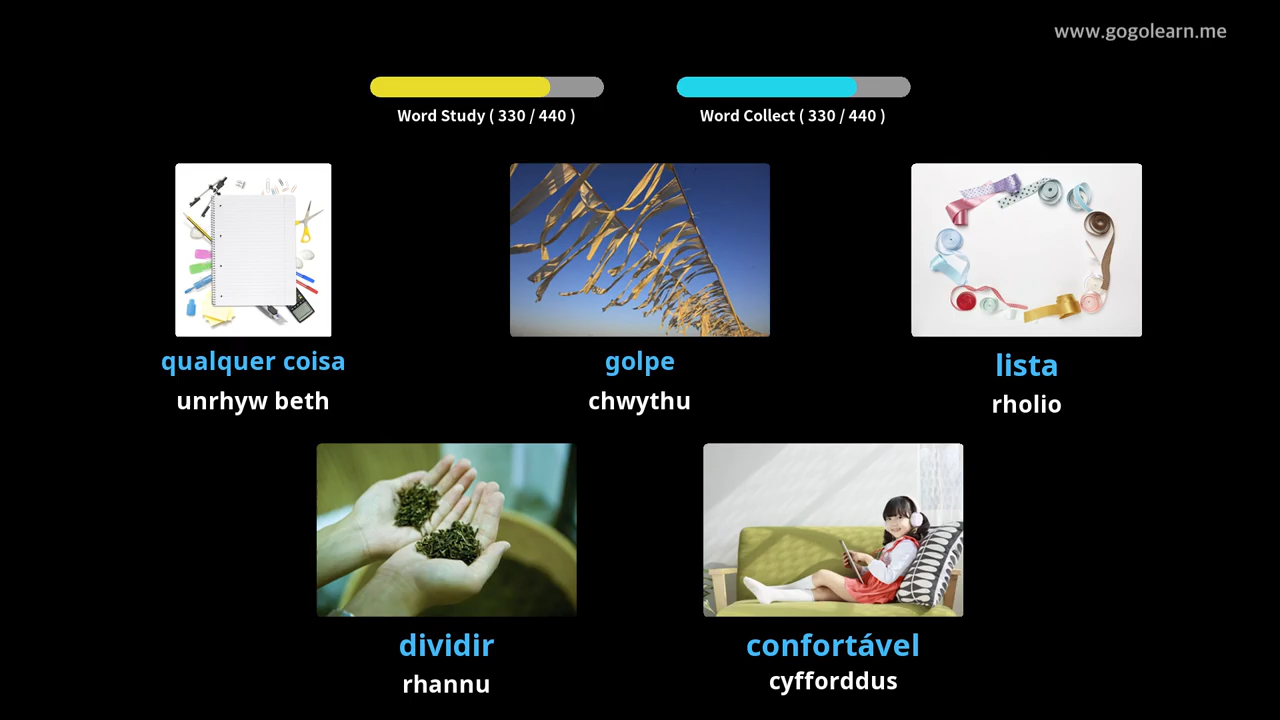 www.gogolearn.me
Word Study ( 330 / 440 )
Word Collect ( 330 / 440 )
qualquer coisa
unrhyw beth
golpe
chwythu
lista
rholio
dividir
rhannu
confortável
cyfforddus